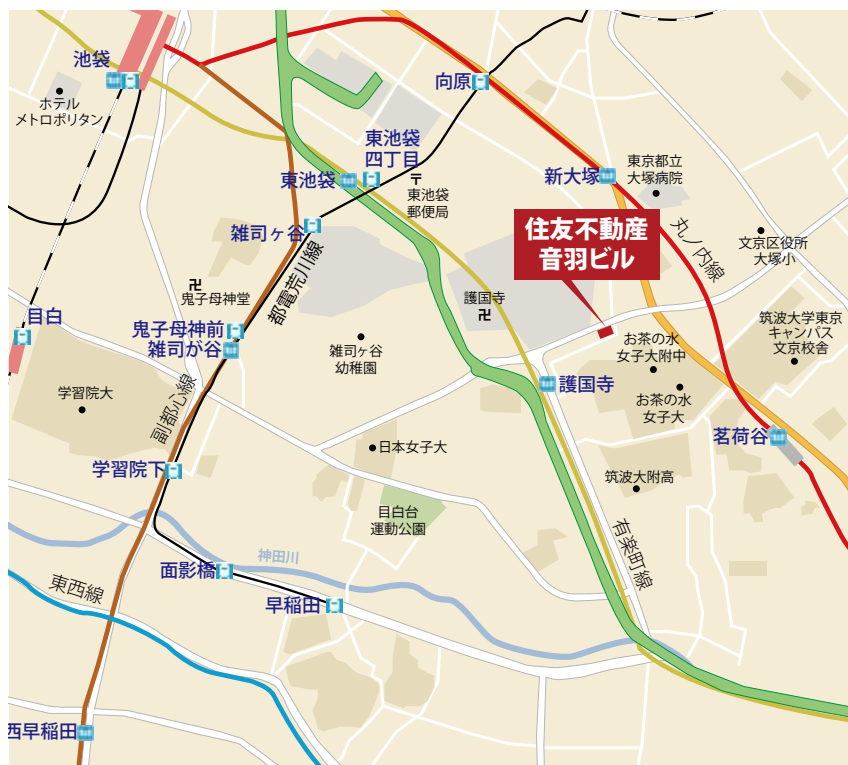 池袋
ホテル
メトロポリタン
向原
東池袋
四丁目
東池袋
〒
東池袋
郵便局
新大塚
東京都立
大塚病院
住友不動産
音羽ビル
丸ノ内線
文京区役所
大塚小
雑司ヶ谷
都電荒川線
卍
鬼子母神堂
護国寺
卍
目白
鬼子母神前
雑司が谷
雑司ヶ谷
幼稚園
お茶の水
女子大附中
筑波大学東京
キャンパス
文京校舎
学習院大
副都心線
護国寺
お茶の水
女子大
茗荷谷
日本女子大
学習院下
筑波大附高
目白台
運動公園
有楽町線
神田川
面影橋
東西線
早稲田
西早稲田